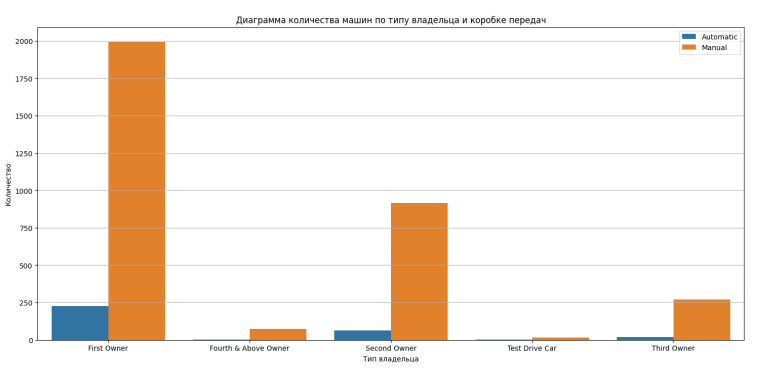 Диаграмма количества машин по типу владельца и коробке передач
Automatic
Manual
2000
1750
1500
1250
1000
750
500
250
0
Количество
First Owner
Fourth & Above Owner
Second Owner
Test Drive Car
Third Owner
Тип владельца